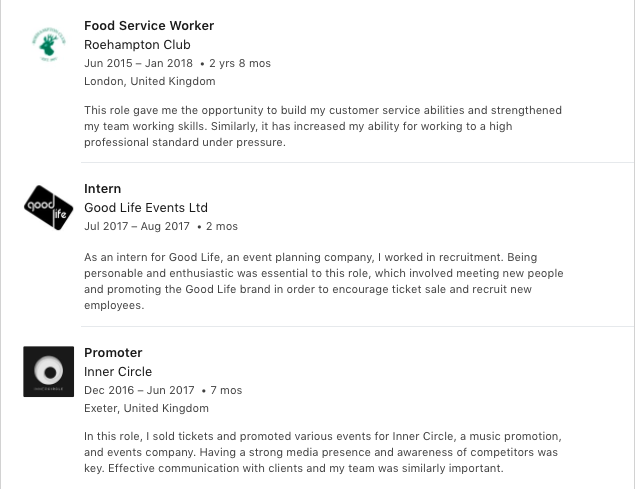 Food Service Worker
Roehampton Club
Jun 2015 – Jan 2018 • 2 yrs 8 mos
London, United Kingdom
This role gave me the opportunity to build my customer service abilities and strengthened
my team working skills. Similarly, it has increased my ability for working to a high
professional standard under pressure.
good
life
Intern
Good Life Events Ltd
Jul 2017 – Aug 2017 • 2 mos
As an intern for Good Life, an event planning company, I worked in recruitment. Being
personable and enthusiastic was essential to this role, which involved meeting new people
and promoting the Good Life brand in order to encourage ticket sale and recruit new
employees.
Promoter
Inner Circle
Dec 2016 – Jun 2017 • 7 mos
Exeter, United Kingdom
In this role, I sold tickets and promoted various events for Inner Circle, a music promotion,
and events company. Having a strong media presence and awareness of competitors was
key. Effective communication with clients and my team was similarly important.